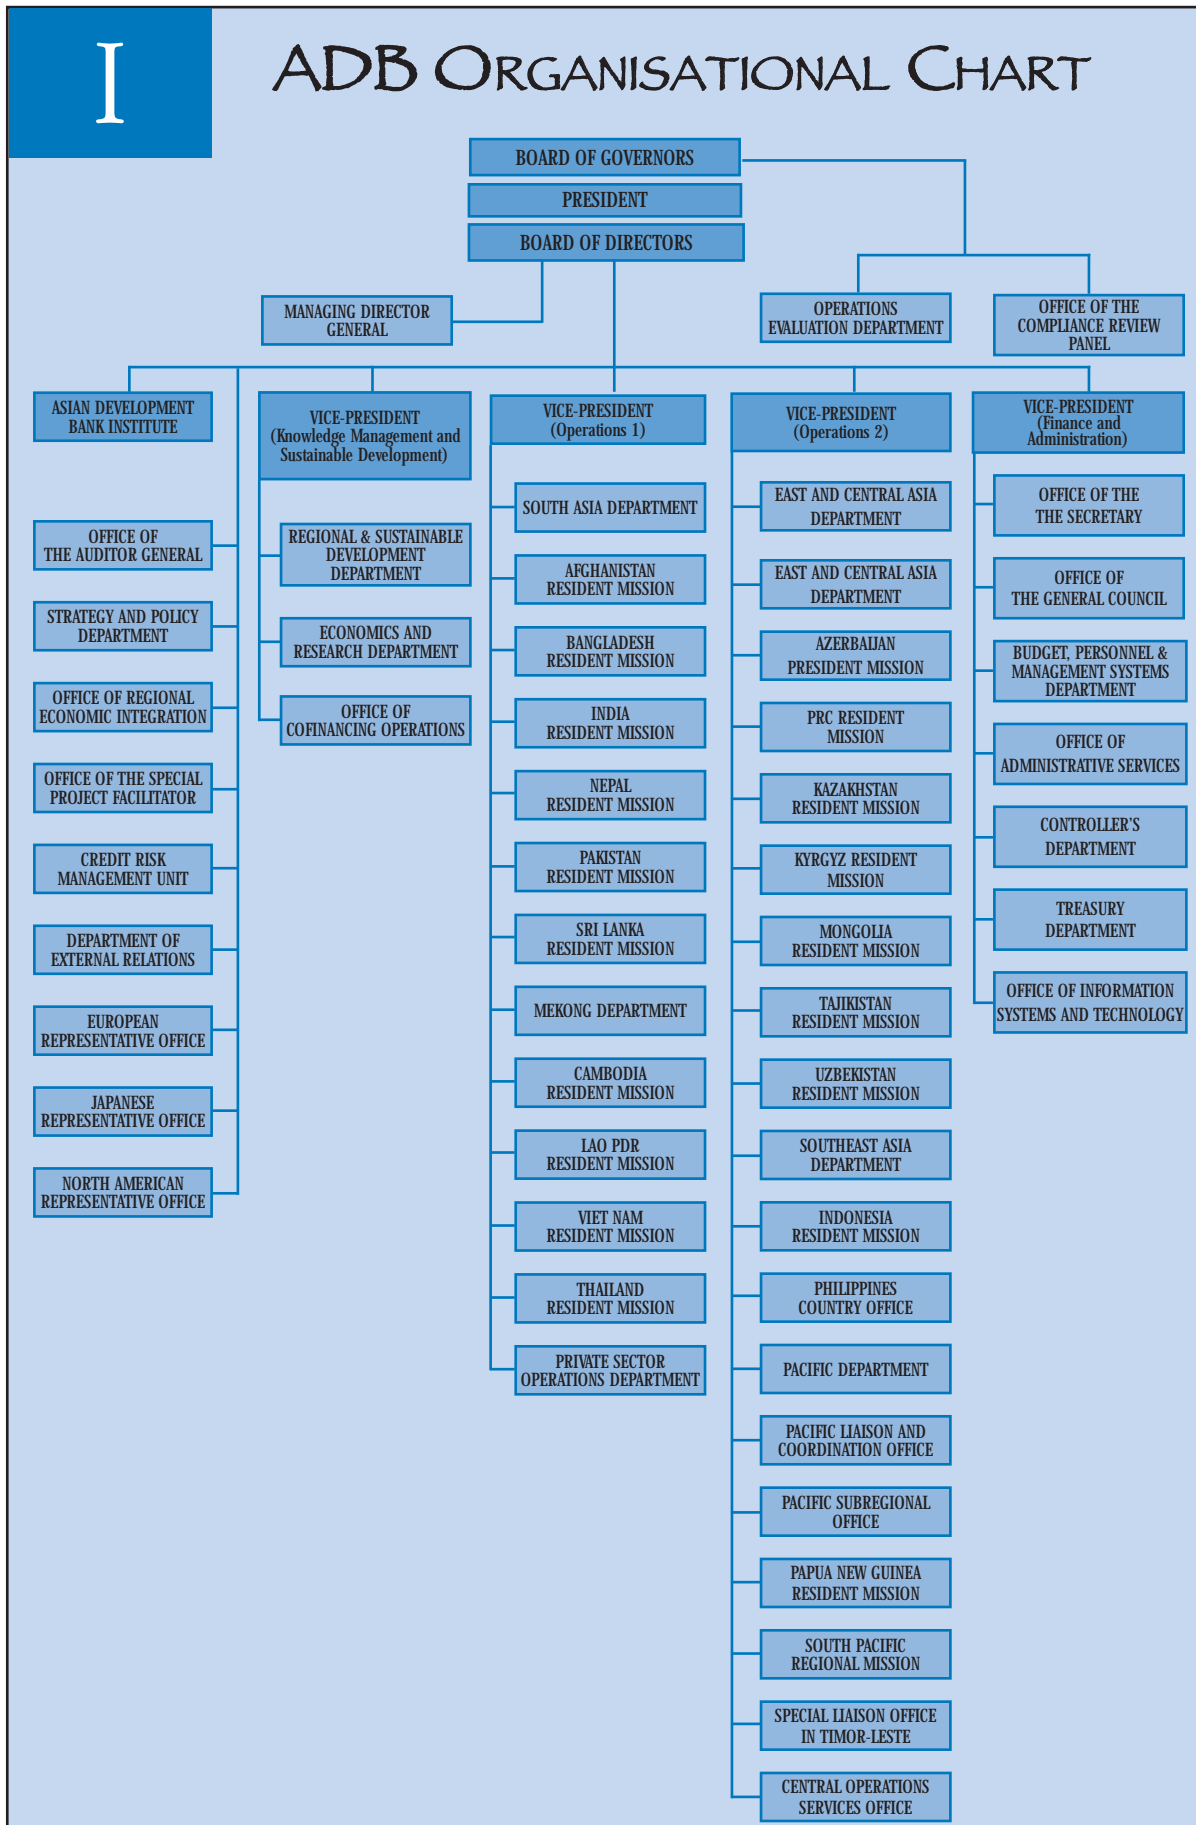 I
ADB ORGANISATIONAL CHART
BOARD OF GOVERNORS
PRESIDENT
BOARD OF DIRECTORS
MANAGING DIRECTOR
GENERAL
OPERATIONS
EVALUATION DEPARTMENT
OFFICE OF THE
COMPLIANCE REVIEW
PANEL
ASIAN DEVELOPMENT
BANK INSTITUTE
OFFICE OF
THE AUDITOR GENERAL
STRATEGY AND POLICY
DEPARTMENT
OFFICE OF REGIONAL
ECONOMIC INTEGRATION
OFFICE OF THE SPECIAL
PROJECT FACILITATOR
CREDIT RISK
MANAGEMENT UNIT
DEPARTMENT OF
EXTERNAL RELATIONS
EUROPEAN
REPRESENTATIVE OFFICE
JAPANESE
REPRESENTATIVE OFFICE
NORTH AMERICAN
REPRESENTATIVE OFFICE
VICE-PRESIDENT
(Knowledge Management and
Sustainable Development)
REGIONAL & SUSTAINABLE
DEVELOPMENT
DEPARTMENT
ECONOMICS AND
RESEARCH DEPARTMENT
OFFICE OF
COFINANCING OPERATIONS
VICE-PRESIDENT
(Operations 1)
SOUTH ASIA DEPARTMENT
AFGHANISTAN
RESIDENT MISSION
BANGLADESH
RESIDENT MISSION
INDIA
RESIDENT MISSION
NEPAL
RESIDENT MISSION
PAKISTAN
RESIDENT MISSION
SRI LANKA
RESIDENT MISSION
MEKONG DEPARTMENT
CAMBODIA
RESIDENT MISSION
LAO PDR
RESIDENT MISSION
VIET NAM
RESIDENT MISSION
THAILAND
RESIDENT MISSION
PRIVATE SECTOR
OPERATIONS DEPARTMENT
VICE-PRESIDENT
(Operations 2)
EAST AND CENTRAL ASIA
DEPARTMENT
EAST AND CENTRAL ASIA
DEPARTMENT
AZERBAIJAN
PRESIDENT MISSION
PRC RESIDENT
MISSION
KAZAKHSTAN
RESIDENT MISSION
KYRGYZ RESIDENT
MISSION
MONGOLIA
RESIDENT MISSION
TAJIKISTAN
RESIDENT MISSION
UZBEKISTAN
RESIDENT MISSION
SOUTHEAST ASIA
DEPARTMENT
INDONESIA
RESIDENT MISSION
PHILIPPINES
COUNTRY OFFICE
PACIFIC DEPARTMENT
PACIFIC LIAISON AND
COORDINATION OFFICE
PACIFIC SUBREGIONAL
OFFICE
PAPUA NEW GUINEA
RESIDENT MISSION
SOUTH PACIFIC
REGIONAL MISSION
SPECIAL LIAISON OFFICE
IN TIMOR-LESTE
CENTRAL OPERATIONS
SERVICES OFFICE
VICE-PRESIDENT
(Finance and
Administration)
OFFICE OF THE
THE SECRETARY
OFFICE OF
THE GENERAL COUNCIL
BUDGET, PERSONNEL &
MANAGEMENT SYSTEMS
DEPARTMENT
OFFICE OF
ADMINISTRATIVE SERVICES
CONTROLLER'S
DEPARTMENT
TREASURY
DEPARTMENT
OFFICE OF INFORMATION
SYSTEMS AND TECHNOLOGY